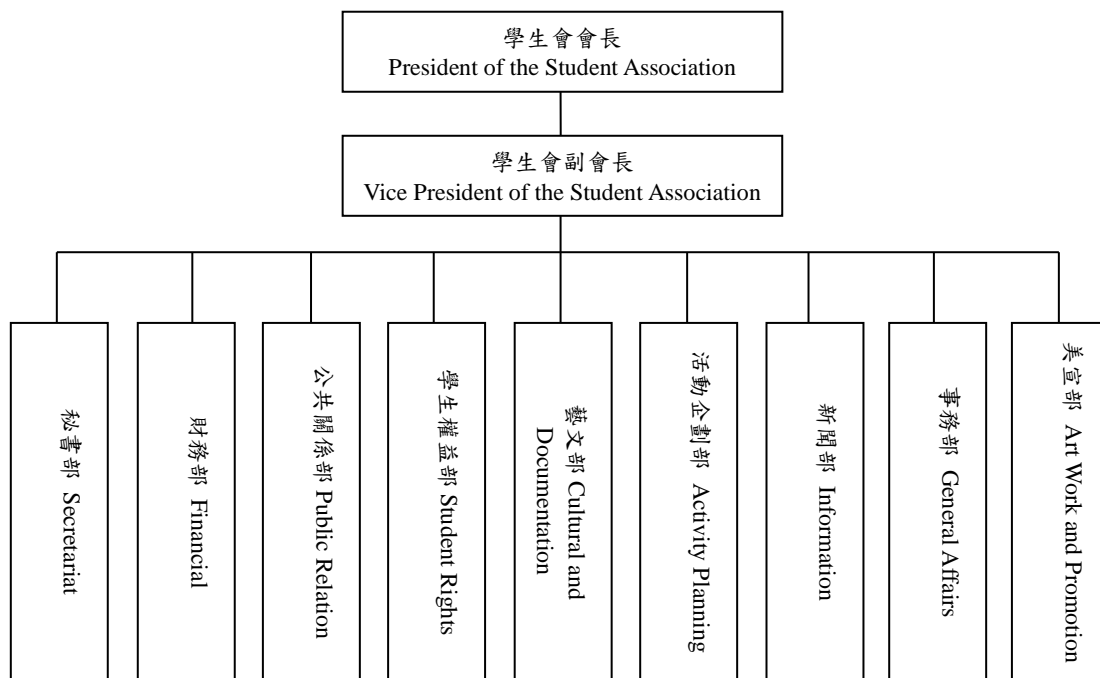 學生會會長
President of the Student Association
學生會副會長
Vice President of the Student Association
秘書部 Secretariat
財務部 Financial
公共關係部 Public Relation
學生權益部 Student Rights
藝文部 Cultural and
Documentation
活動企劃部 Activity Planning
新聞部 Information
事務部 General Affairs
美宣部 Art Work and Promotion